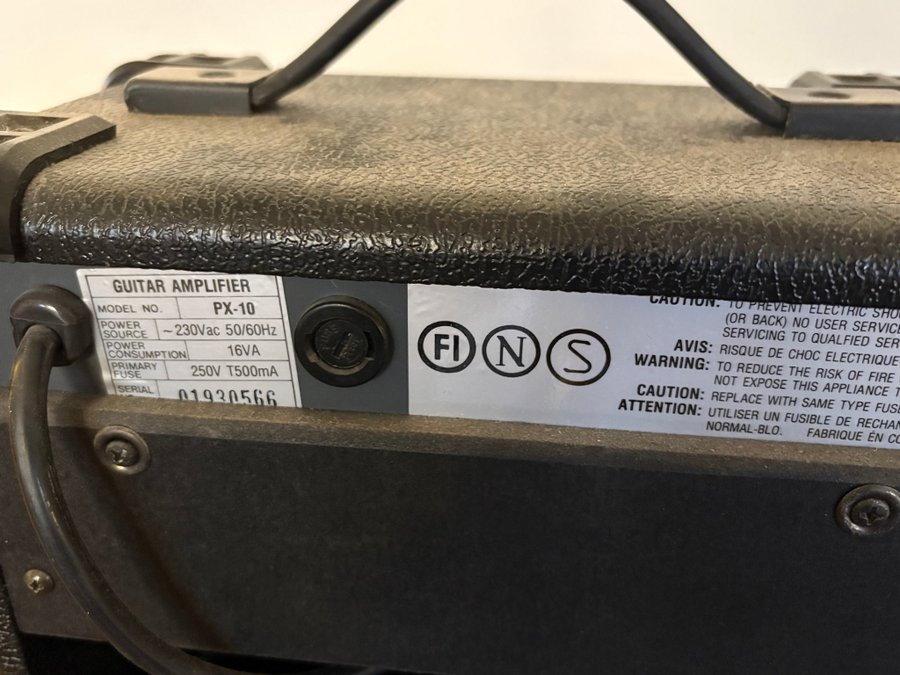 GUITAR AMPLIFIER
MODEL NO. PX-10
POWER SOURCE ~230Vac 50/60Hz
POWER CONSUMPTION 16VA
PRIMARY FUSE 250V T500mA
SERIAL 01930566
FI N S
CAUTION: TO PREVENT ELECTRIC SHO
(OR BACK) NO USER SERVICE
SERVICING TO QUALIFIED SER
AVIS: RISQUE DE CHOC ELECTRIQUE
WARNING: TO REDUCE THE RISK OF FIRE
NOT EXPOSE THIS APPLIANCE T
CAUTION: REPLACE WITH SAME TYPE FUSE
ATTENTION: UTILISER UN FUSIBLE DE RECHAN
NORMAL-BLO. FABRIQUÉ EN CO